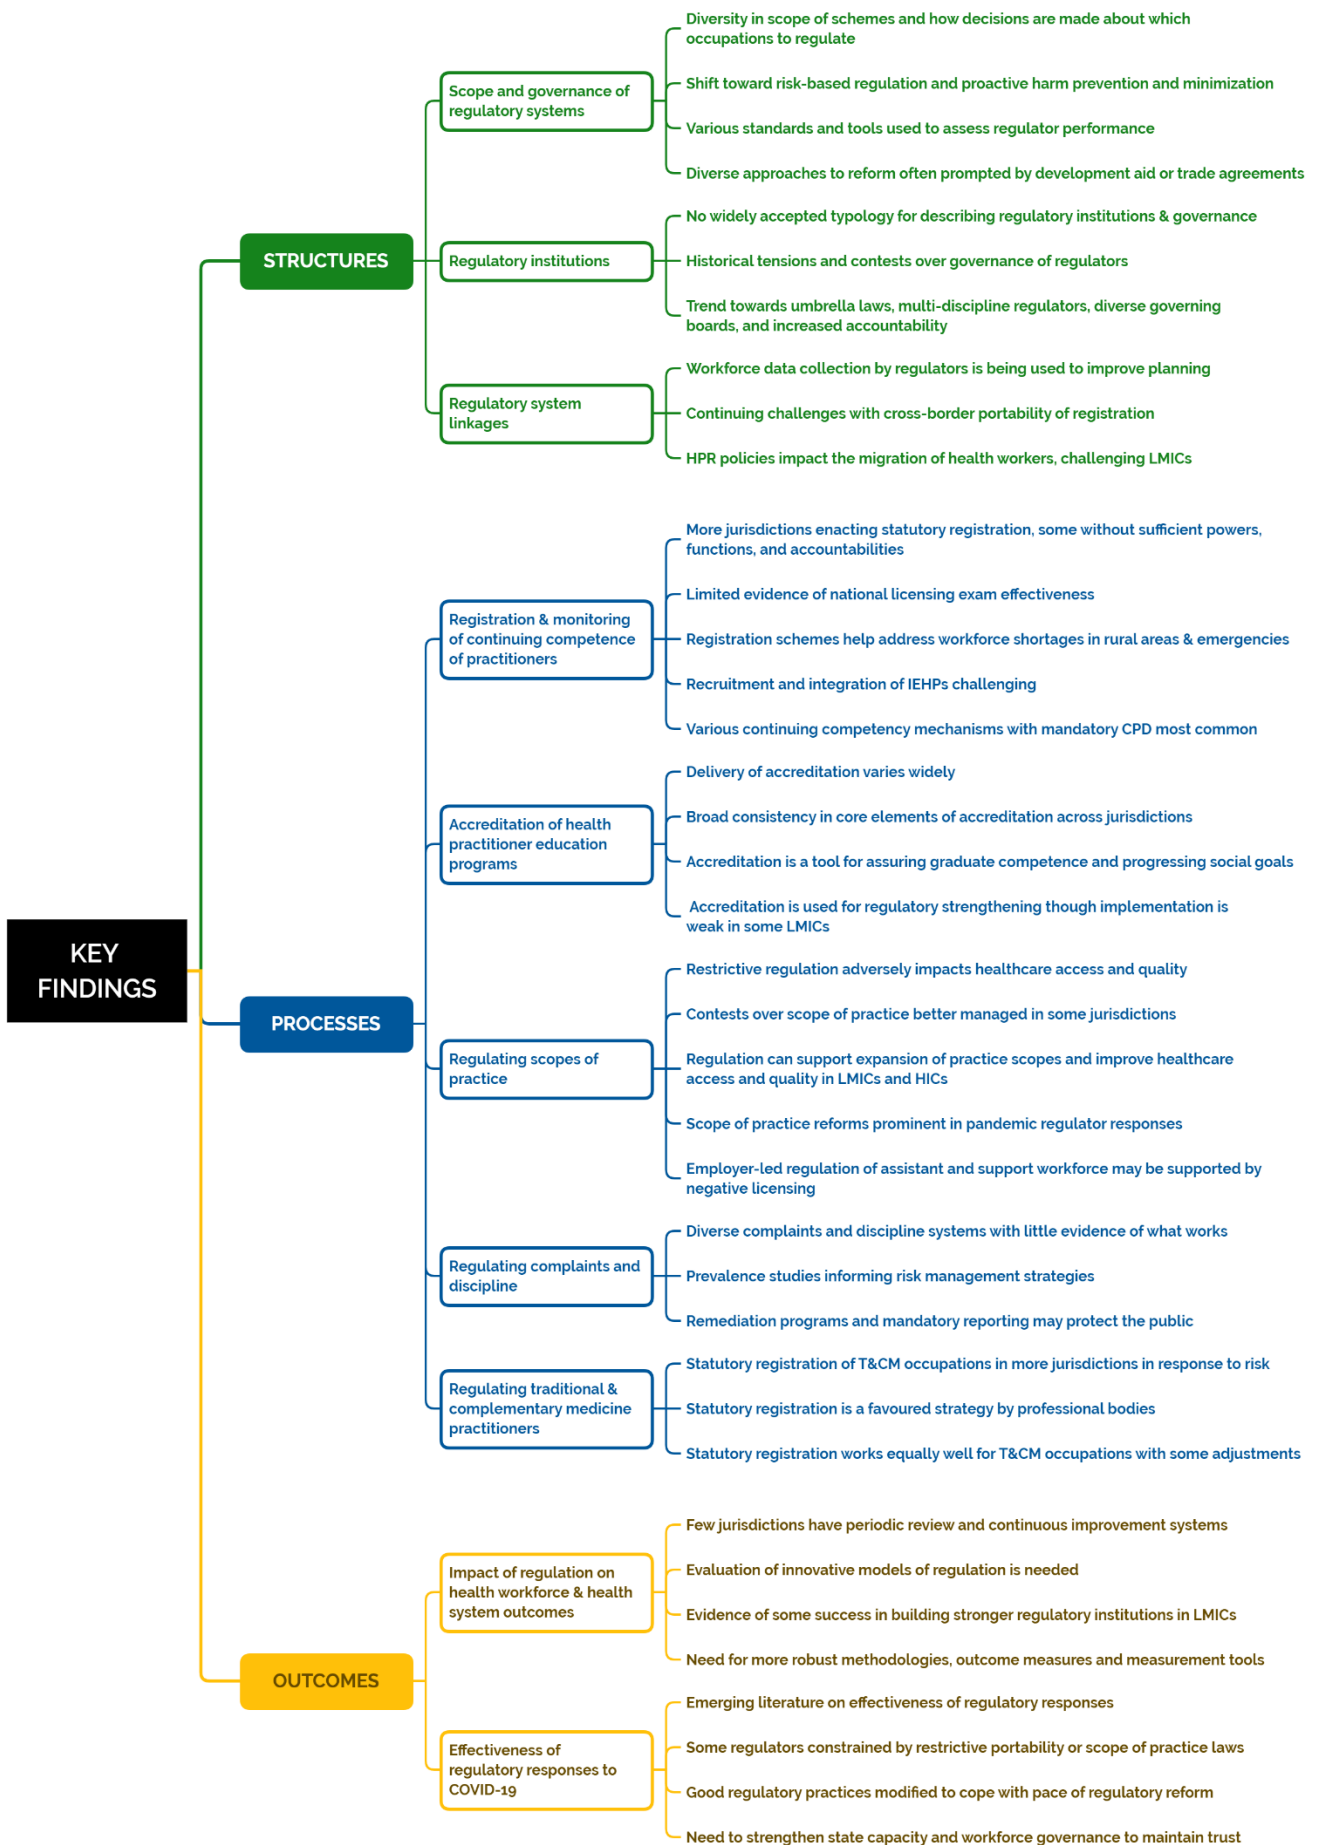 KEY
FINDINGS
STRUCTURES
Scope and governance of
regulatory systems
Diversity in scope of schemes and how decisions are made about which
occupations to regulate
Shift toward risk-based regulation and proactive harm prevention and minimization
Various standards and tools used to assess regulator performance
Diverse approaches to reform often prompted by development aid or trade agreements
Regulatory institutions
No widely accepted typology for describing regulatory institutions & governance
Historical tensions and contests over governance of regulators
Trend towards umbrella laws, multi-discipline regulators, diverse governing
boards, and increased accountability
Regulatory system
linkages
Workforce data collection by regulators is being used to improve planning
Continuing challenges with cross-border portability of registration
HPR policies impact the migration of health workers, challenging LMICs
PROCESSES
Registration & monitoring
of continuing competence
of practitioners
More jurisdictions enacting statutory registration, some without sufficient powers,
functions, and accountabilities
Limited evidence of national licensing exam effectiveness
Registration schemes help address workforce shortages in rural areas & emergencies
Recruitment and integration of IEHPs challenging
Various continuing competency mechanisms with mandatory CPD most common
Accreditation of health
practitioner education
programs
Delivery of accreditation varies widely
Broad consistency in core elements of accreditation across jurisdictions
Accreditation is a tool for assuring graduate competence and progressing social goals
Accreditation is used for regulatory strengthening though implementation is
weak in some LMICs
Regulating scopes of
practice
Restrictive regulation adversely impacts healthcare access and quality
Contests over scope of practice better managed in some jurisdictions
Regulation can support expansion of practice scopes and improve healthcare
access and quality in LMICs and HICs
Scope of practice reforms prominent in pandemic regulator responses
Employer-led regulation of assistant and support workforce may be supported by
negative licensing
Regulating complaints and
discipline
Diverse complaints and discipline systems with little evidence of what works
Prevalence studies informing risk management strategies
Remediation programs and mandatory reporting may protect the public
Regulating traditional &
complementary medicine
practitioners
Statutory registration of T&CM occupations in more jurisdictions in response to risk
Statutory registration is a favoured strategy by professional bodies
Statutory registration works equally well for T&CM occupations with some adjustments
OUTCOMES
Impact of regulation on
health workforce & health
system outcomes
Few jurisdictions have periodic review and continuous improvement systems
Evaluation of innovative models of regulation is needed
Evidence of some success in building stronger regulatory institutions in LMICs
Need for more robust methodologies, outcome measures and measurement tools
Effectiveness of
regulatory responses to
COVID-19
Emerging literature on effectiveness of regulatory responses
Some regulators constrained by restrictive portability or scope of practice laws
Good regulatory practices modified to cope with pace of regulatory reform
Need to strengthen state capacity and workforce governance to maintain trust